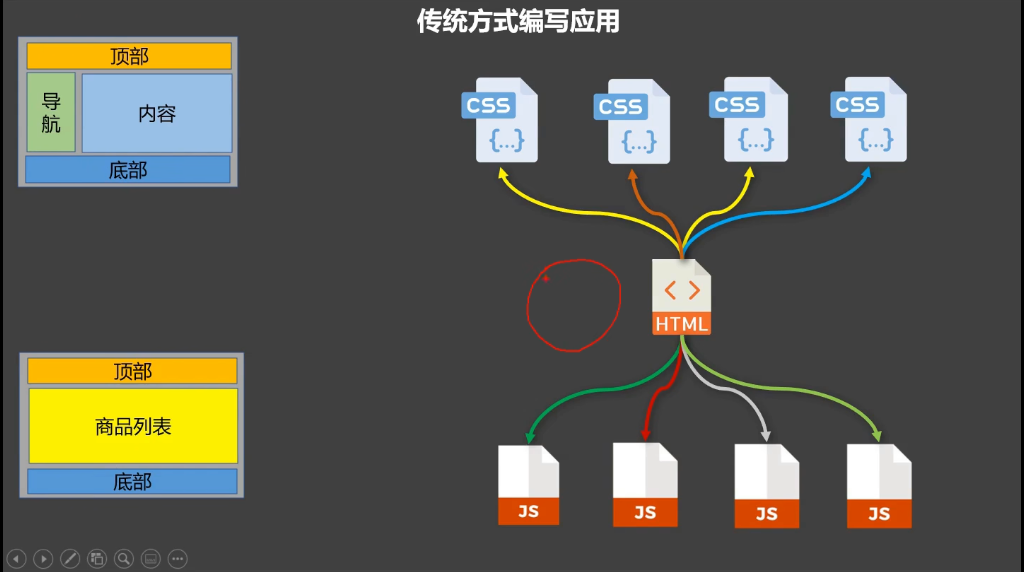 传统方式编写应用
顶部
导航
内容
底部
CSS
{...}
CSS
{...}
CSS
{...}
CSS
{...}
< >
HTML
顶部
商品列表
底部
JS
JS
JS
JS